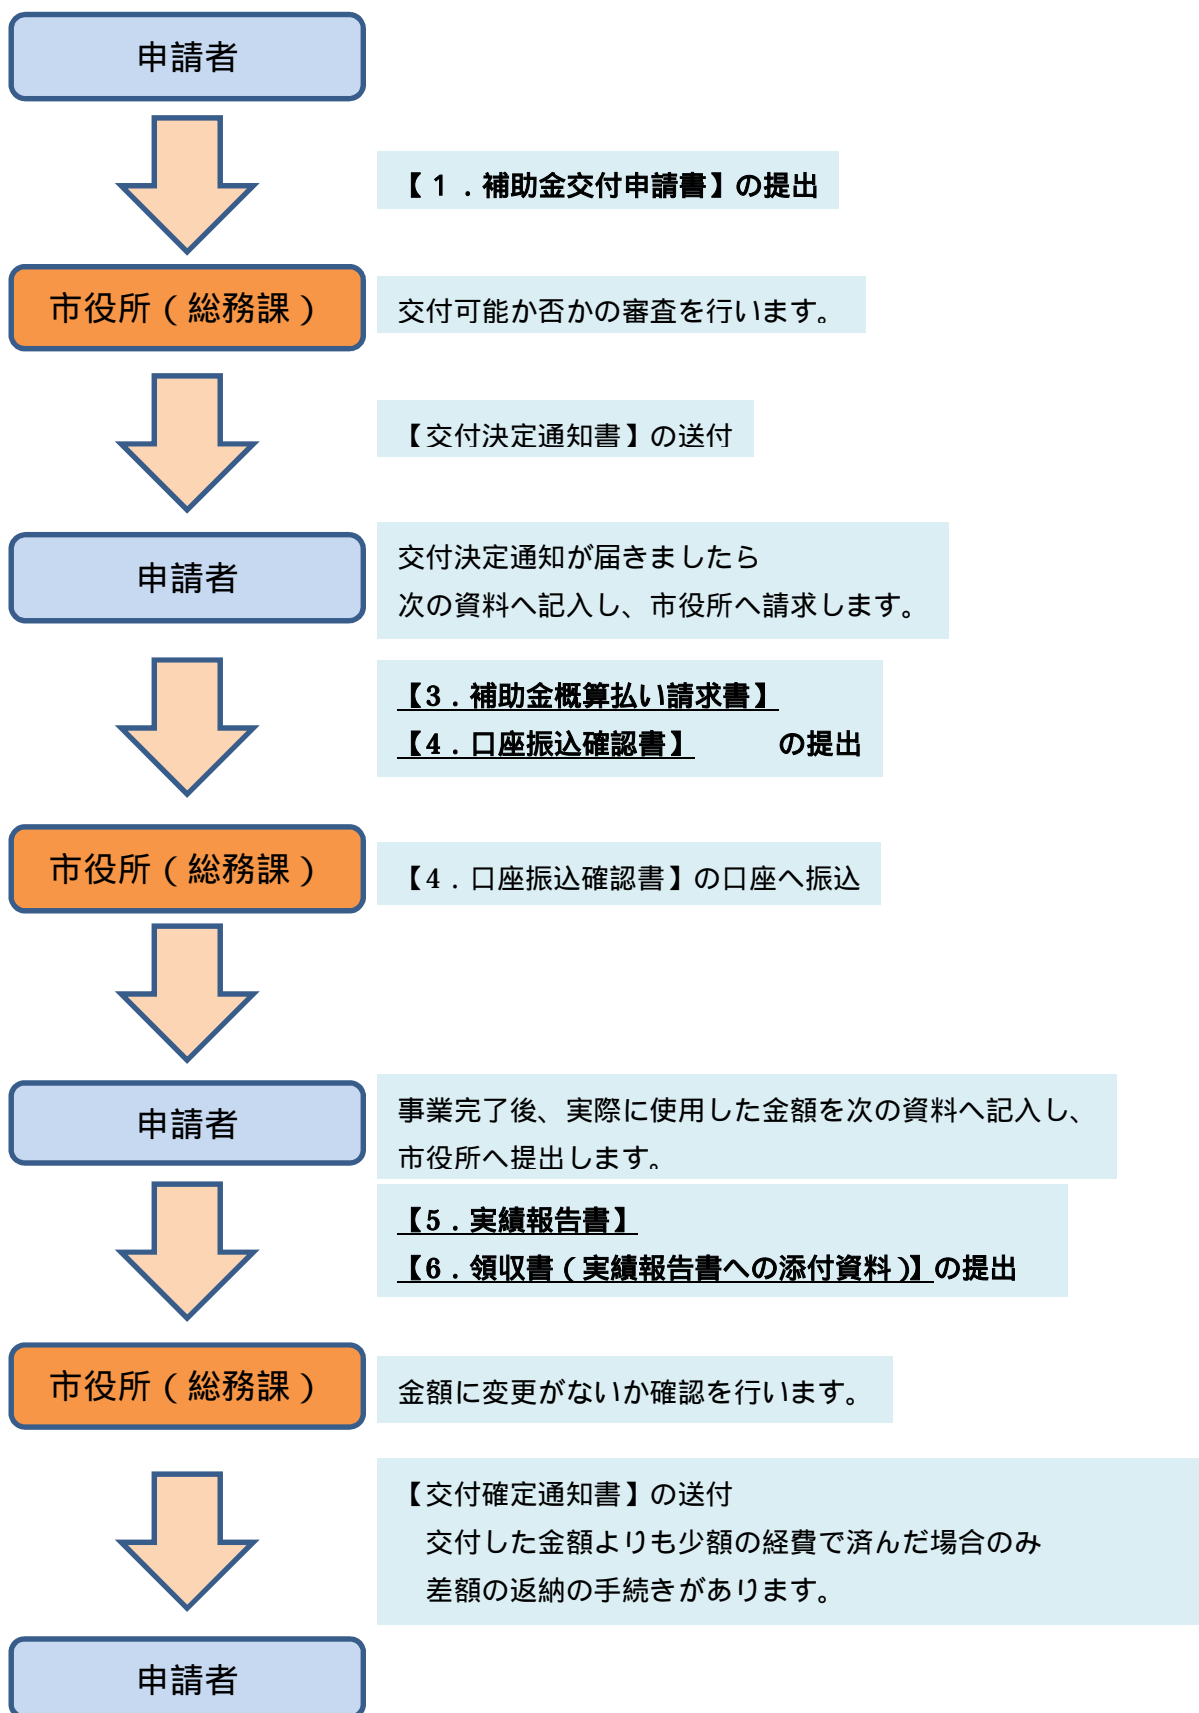 申請者
【１．補助金交付申請書】の提出
市役所（総務課）
交付可能か否かの審査を行います。
【交付決定通知書】の送付
申請者
交付決定通知が届きましたら
次の資料へ記入し、市役所へ請求します。
【3．補助金概算払い請求書】
【4．口座振込確認書】　　　の提出
市役所（総務課）
【4．口座振込確認書】の口座へ振込
申請者
事業完了後、実際に使用した金額を次の資料へ記入し、
市役所へ提出します。
【5．実績報告書】
【6．領収書（実績報告書への添付資料）】の提出
市役所（総務課）
金額に変更がないか確認を行います。
【交付確定通知書】の送付
交付した金額よりも少額の経費で済んだ場合のみ
差額の返納の手続きがあります。
申請者